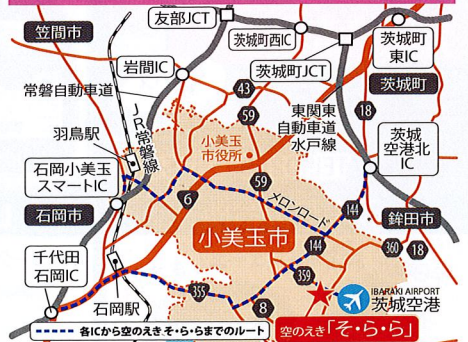 友部JCT
笠間市
茨城町西IC
茨城町
東IC
岩間IC
茨城町JCT
茨城町
常磐自動車道
43
59
18
JR常磐線
東関東
自動車道
水戸線
羽鳥駅
小美玉
市役所
茨城
空港北
IC
石岡小美玉
スマートIC
59
6
メロンロード
144
石岡市
鉾田市
小美玉市
144
360
18
千代田
石岡IC
359
IBARAKI AIRPORT
茨城空港
石岡駅
355
8
各ICから空のえき そ・ら・らまでのルート
空のえき「そ・ら・ら」